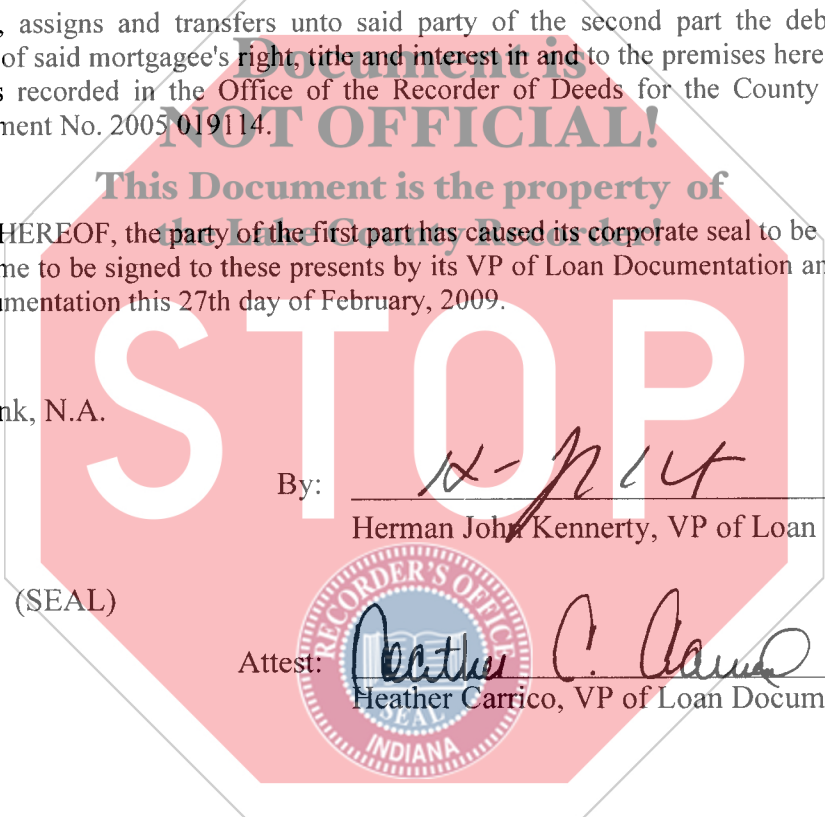 , assigns and transfers unto said party of the second part the deb
Document is
of said mortgagee's right, title and interest in and to the premises here
s recorded in the Office of the Recorder of Deeds for the County
NOT OFFICIAL!
ment No. 2005 019114.
This Document is the property of
the Lake County Recorder!
HEREOF, the party of the first part has caused its corporate seal to be
me to be signed to these presents by its VP of Loan Documentation an
umentation this 27th day of February, 2009.
STOP
nk, N.A.
By:
Herman John Kennerty, VP of Loan
RECORDER'S OFFICE
(SEAL)
Attest: Heather C. Carrico
Heather Carrico, VP of Loan Docum
SEAL
INDIANA